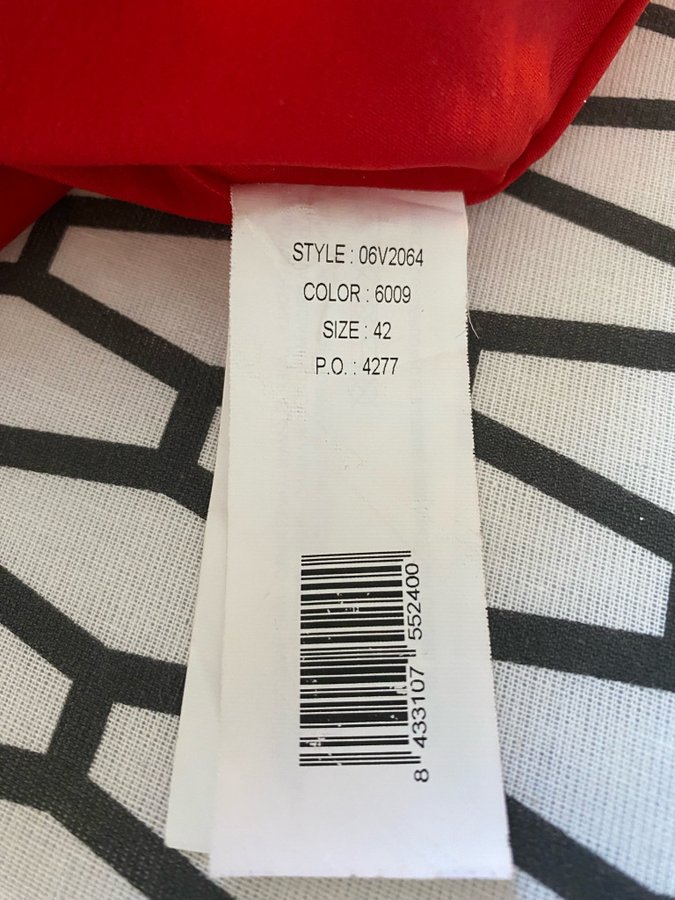 STYLE : 06V2064
COLOR : 6009
SIZE : 42
P.O. : 4277
8 433107 552400